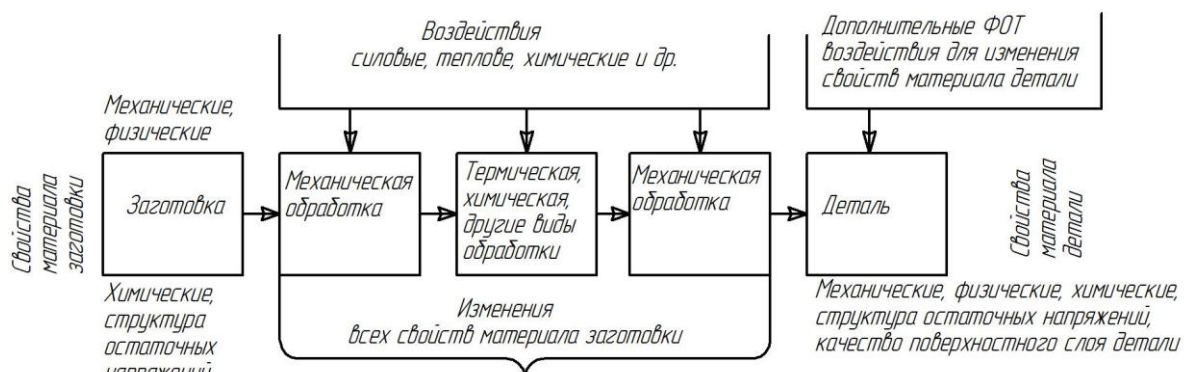 Воздействия
силовые, теплове, химические и др.
Дополнительные ФОТ
воздействия для изменения
свойств материала детали
Механические,
физические
Свойства
материала
заготовки
Заготовка
Механическая
обработка
Термическая,
химическая,
другие виды
обработки
Механическая
обработка
Деталь
Свойства
материала
детали
Химические,
структура
остаточных
напряжений
Изменения
всех свойств материала заготовки
Механические, физические, химические,
структура остаточных напряжений,
качество поверхностного слоя детали